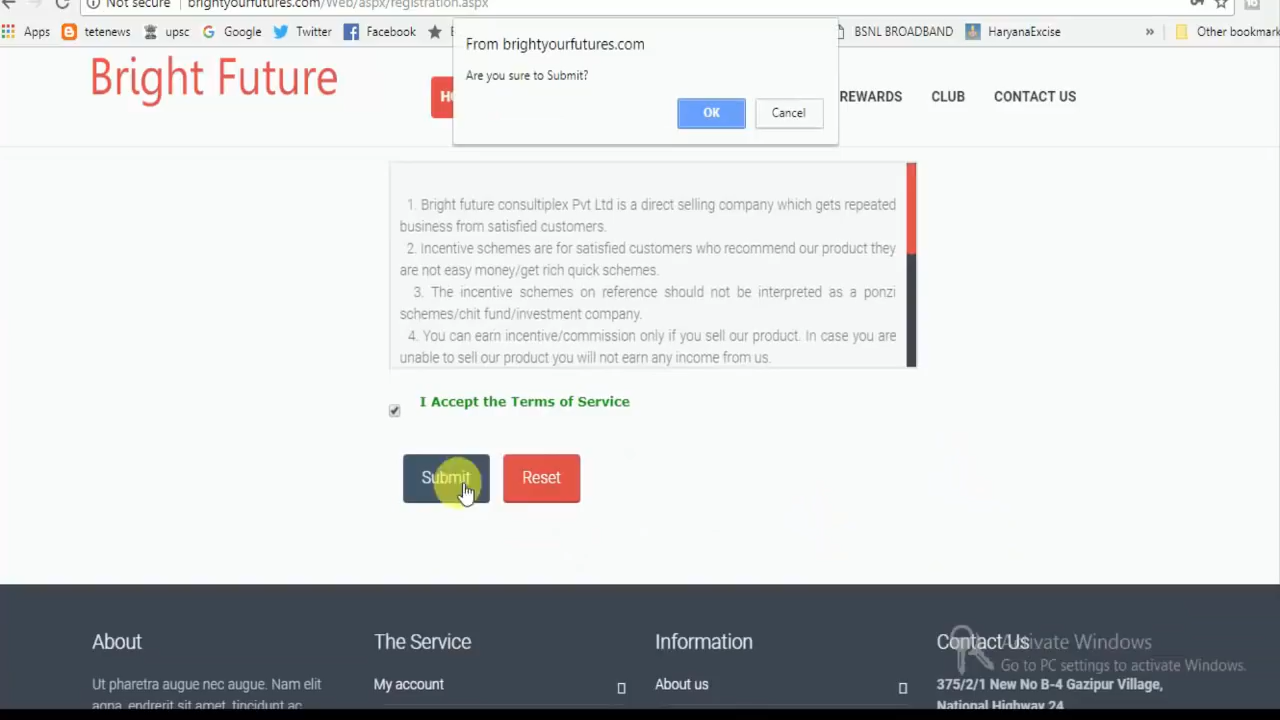 Not secure
brightyourfutures.com/Web/aspx/registration.aspx
Apps tetenews upsc Google Twitter Facebook BSNL BROADBAND HaryanaExcise » Other bookmark
From brightyourfutures.com
Are you sure to Submit?
OK Cancel
Bright Future
HO REWARDS CLUB CONTACT US
1. Bright future consultiplex Pvt Ltd is a direct selling company which gets repeated
business from satisfied customers.
2. Incentive schemes are for satisfied customers who recommend our product they
are not easy money/get rich quick schemes.
3. The incentive schemes on reference should not be interpreted as a ponzi
schemes/chit fund/investment company.
4. You can earn incentive/commission only if you sell our product. In case you are
unable to sell our product you will not earn any income from us.
I Accept the Terms of Service
Submit Reset
About The Service Information Contact Us
Activate Windows
Go to PC settings to activate Windows.
Ut pharetra augue nec augue. Nam elit My account About us 375/2/1 New No B-4 Gazipur Village,
agna, endrerit sit amet, tincidunt ac National Highway 24